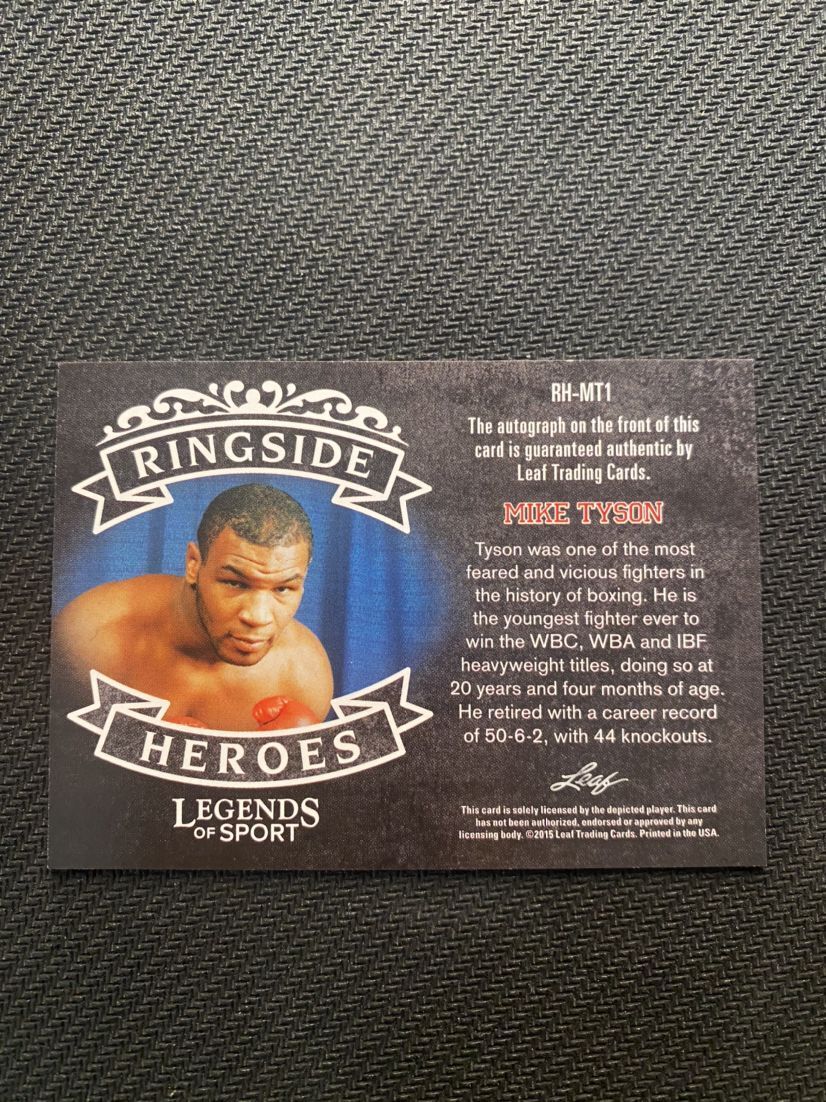 RINGSIDE
HEROES
LEGENDS
OF SPORT
RH-MT1
The autograph on the front of this
card is guaranteed authentic by
Leaf Trading Cards.
MIKE TYSON
Tyson was one of the most
feared and vicious fighters in
the history of boxing. He is
the youngest fighter ever to
win the WBC, WBA and IBF
heavyweight titles, doing so at
20 years and four months of age.
He retired with a career record
of 50-6-2, with 44 knockouts.
Leaf
This card is solely licensed by the depicted player. This card
has not been authorized, endorsed or approved by any
licensing body. ©2015 Leaf Trading Cards. Printed in the USA.